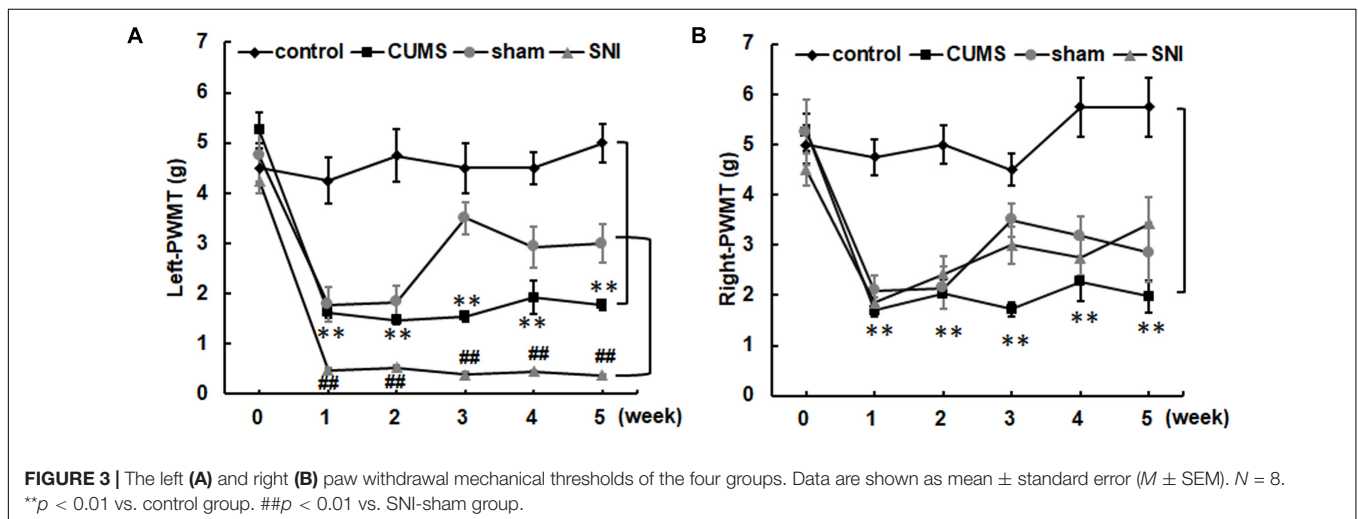 A
B
control CUMS sham SNI
control CUMS sham SNI
Left-PWMT (g)
7
6
5
4
3
2
1
0
** ** ** ** **
## ## ## ## ##
0 1 2 3 4 5 (week)
Right-PWMT (g)
7
6
5
4
3
2
1
0
** ** ** ** **
0 1 2 3 4 5 (week)
FIGURE 3 | The left (A) and right (B) paw withdrawal mechanical thresholds of the four groups. Data are shown as mean ± standard error (M ± SEM). N = 8.
**p < 0.01 vs. control group. ##p < 0.01 vs. SNI-sham group.